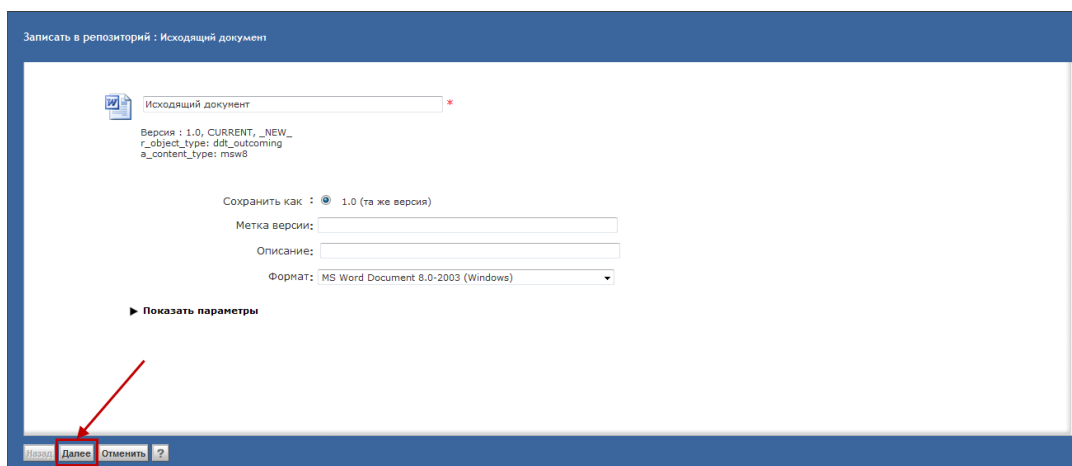 Записать в репозиторий : Исходящий документ
Исходящий документ *
Версия : 1.0, CURRENT, _NEW_
r_object_type: ddt_outcoming
a_content_type: msw8
Сохранить как : 1.0 (та же версия)
Метка версии:
Описание:
Формат: MS Word Document 8.0-2003 (Windows)
Показать параметры
Назад Далее Отменить ?